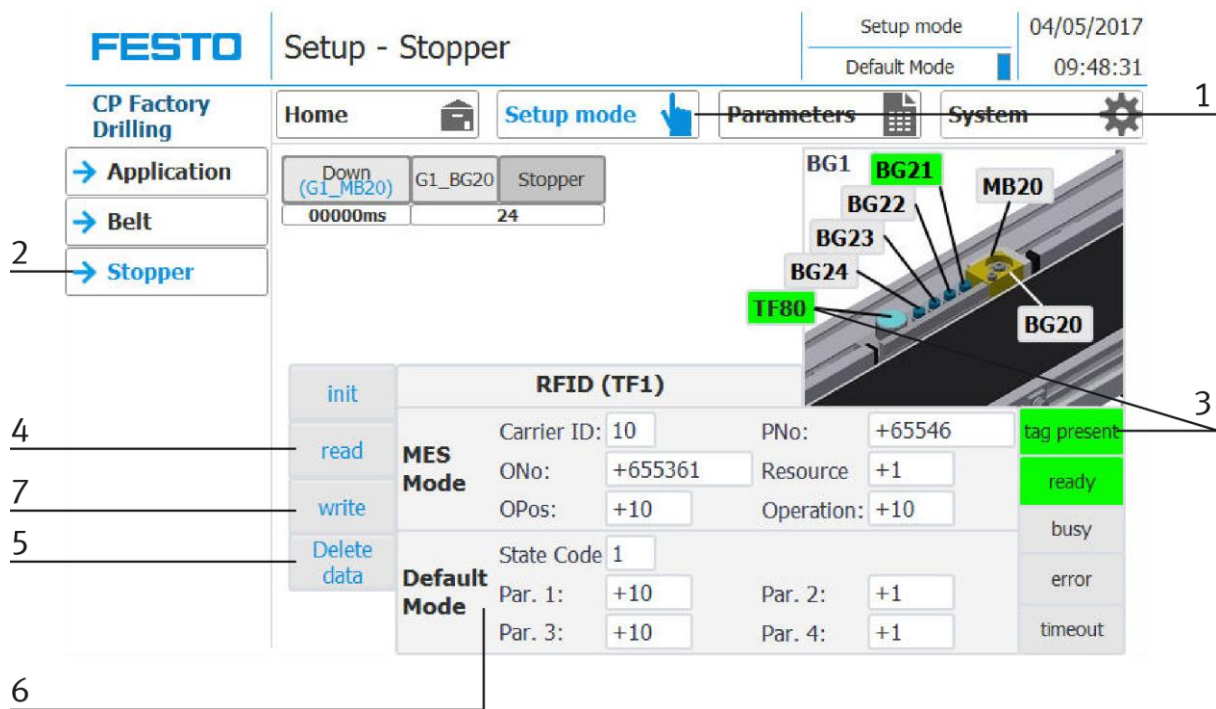 FESTO
Setup - Stopper
Setup mode
Default Mode
04/05/2017
09:48:31
CP Factory
Drilling
Home
Setup mode
Parameters
System
1
Application
Belt
2
Stopper
Down
(G1_MB20)
G1_BG20
Stopper
00000ms
24
BG1
BG21
MB20
BG22
BG23
BG24
TF80
BG20
3
init
RFID (TF1)
4
read
7
write
5
Delete
data
MES
Mode
Carrier ID: 10
PNo: +65546
ONo: +655361
Resource +1
OPos: +10
Operation: +10
Default
Mode
State Code 1
Par. 1: +10
Par. 2: +1
Par. 3: +10
Par. 4: +1
tag present
ready
busy
error
timeout
6